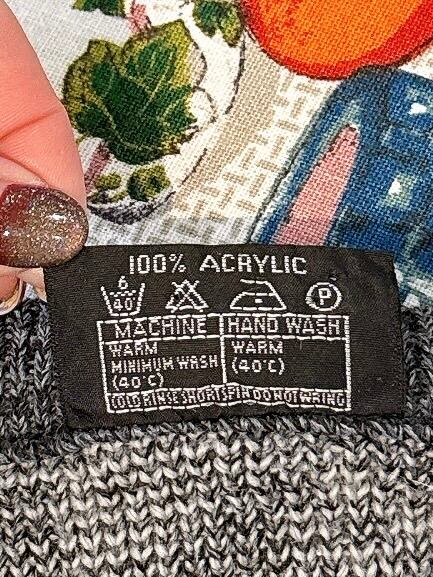 100% ACRYLIC
6
40 P
MACHINE HAND WASH
WARM WARM
MINIMUM WASH (40°C)
(40°C)
COLD RINSE SHORT SPIN DO NOT WRING